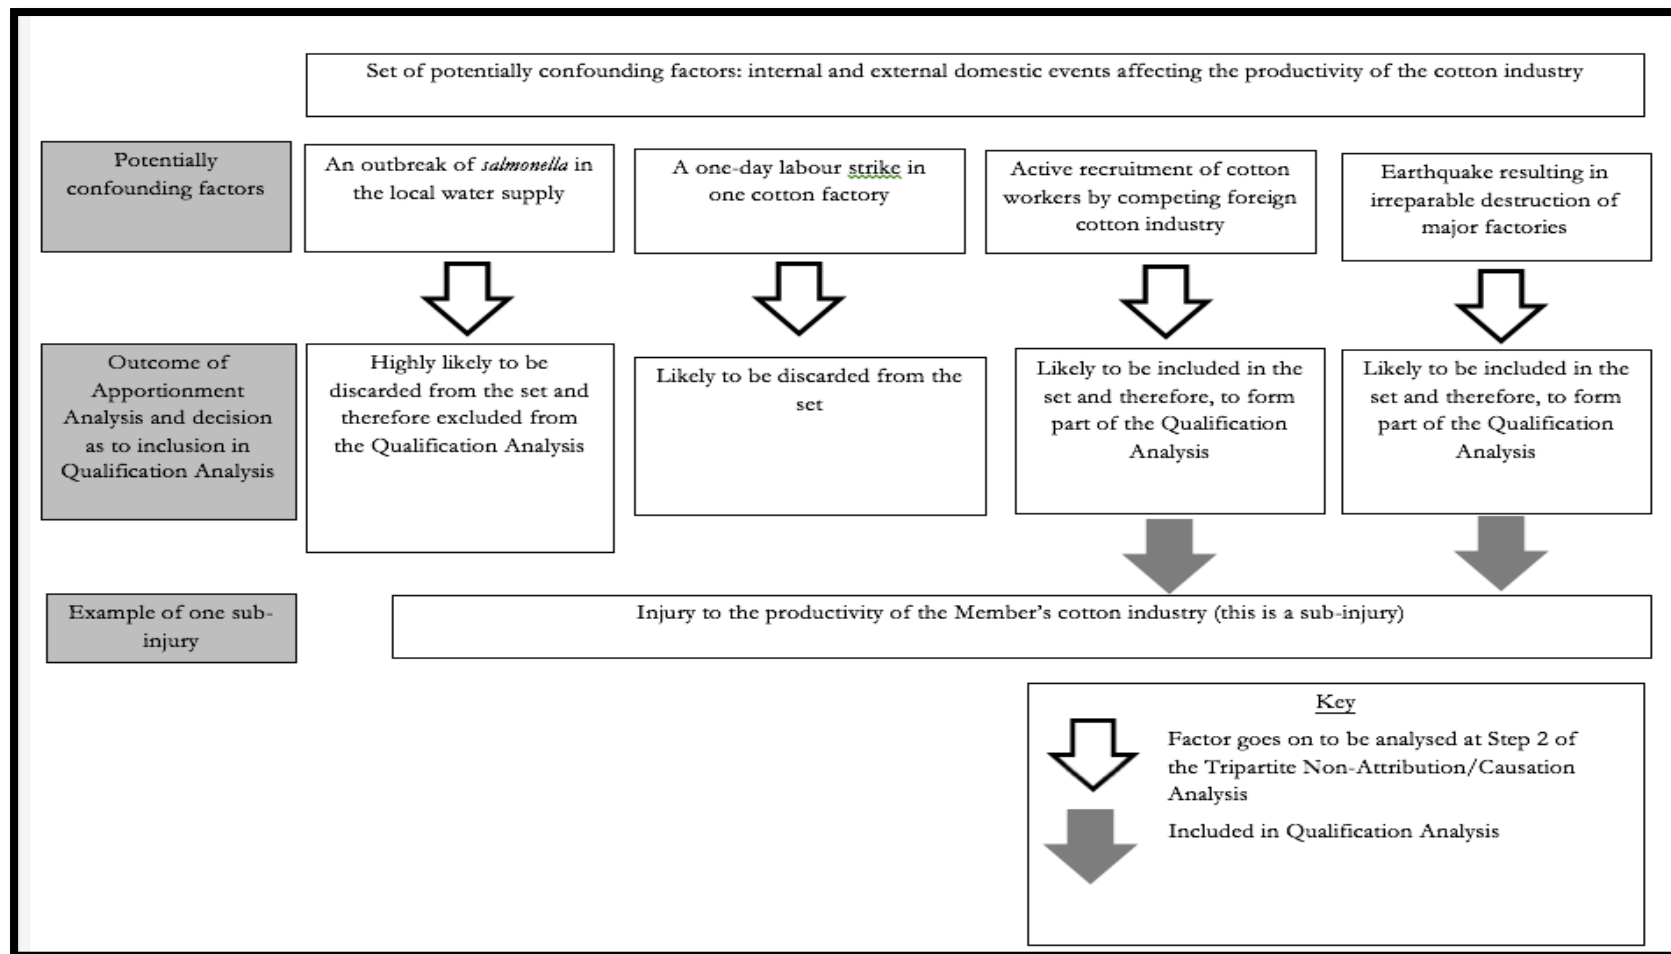 Set of potentially confounding factors: internal and external domestic events affecting the productivity of the cotton industry
Potentially
confounding factors
An outbreak of salmonella in
the local water supply
A one-day labour strike in
one cotton factory
Active recruitment of cotton
workers by competing foreign
cotton industry
Earthquake resulting in
irreparable destruction of
major factories
Outcome of
Apportionment
Analysis and decision
as to inclusion in
Qualification Analysis
Highly likely to be
discarded from the set and
therefore excluded from
the Qualification Analysis
Likely to be discarded from the
set
Likely to be included in the
set and therefore, to form
part of the Qualification
Analysis
Likely to be included in the
set and therefore, to form
part of the Qualification
Analysis
Example of one sub-
injury
Injury to the productivity of the Member's cotton industry (this is a sub-injury)
Key
Factor goes on to be analysed at Step 2 of
the Tripartite Non-Attribution/Causation
Analysis
Included in Qualification Analysis